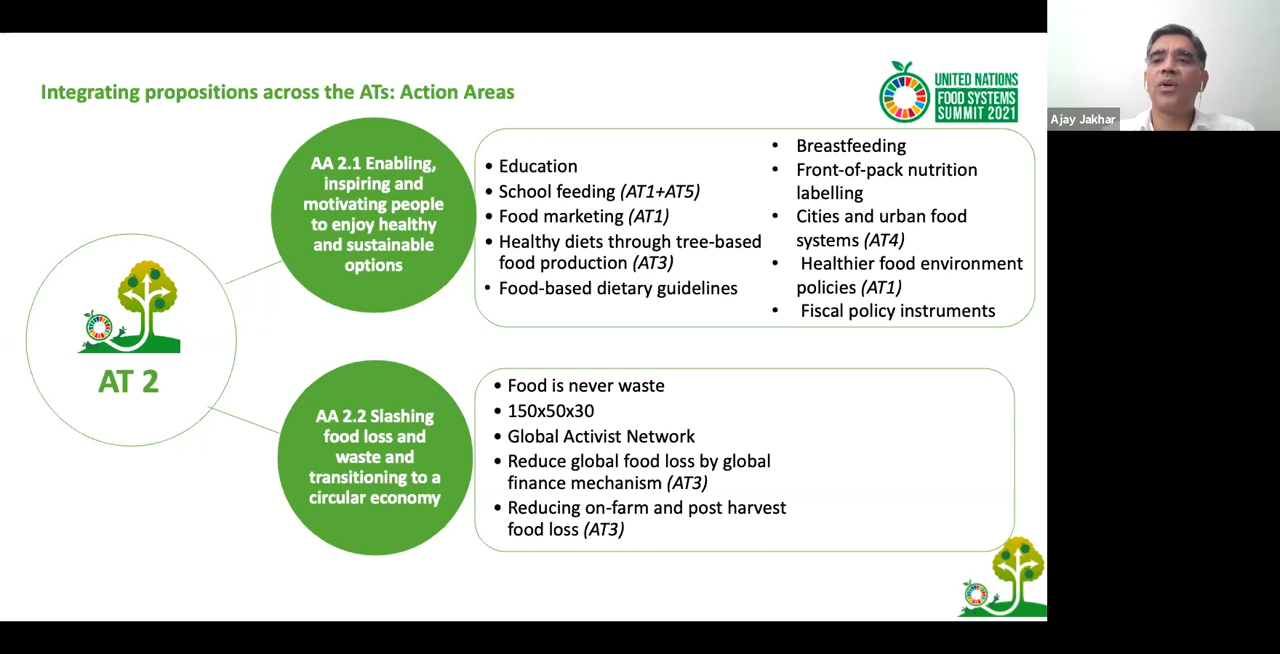 Integrating propositions across the ATs: Action Areas
UNITED NATIONS
FOOD SYSTEMS
SUMMIT 2021
Ajay Jakhar
AT 2
AA 2.1 Enabling,
inspiring and
motivating people
to enjoy healthy
and sustainable
options
• Education
• School feeding (AT1+AT5)
• Food marketing (AT1)
• Healthy diets through tree-based
food production (AT3)
• Food-based dietary guidelines
• Breastfeeding
• Front-of-pack nutrition
labelling
• Cities and urban food
systems (AT4)
• Healthier food environment
policies (AT1)
• Fiscal policy instruments
AA 2.2 Slashing
food loss and
waste and
transitioning to a
circular economy
• Food is never waste
• 150x50x30
• Global Activist Network
• Reduce global food loss by global
finance mechanism (AT3)
• Reducing on-farm and post harvest
food loss (AT3)